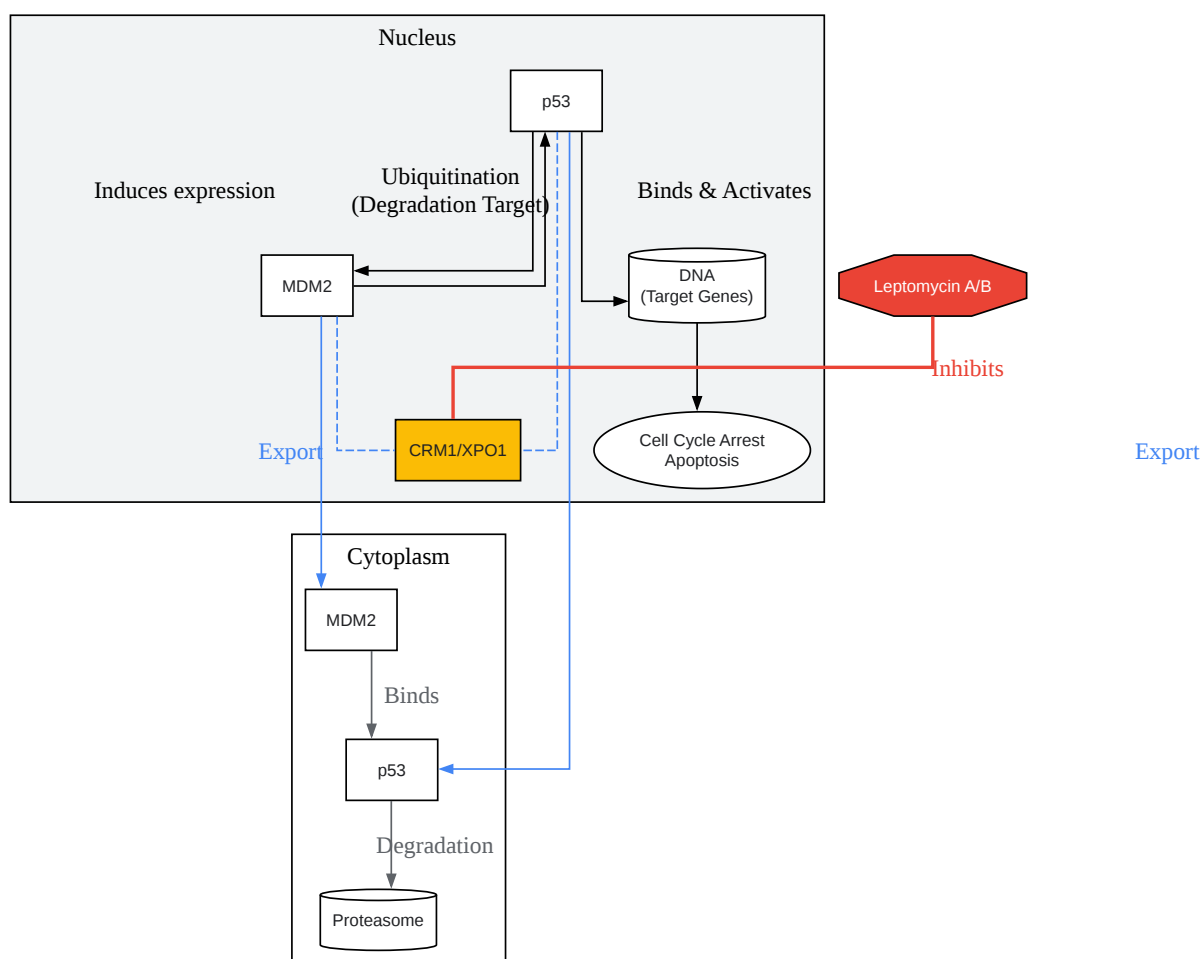 Nucleus
p53
Induces expression
Ubiquitination
(Degradation Target)
Binds & Activates
MDM2
DNA
(Target Genes)
Leptomycin A/B
Inhibits
Export
CRM1/XPO1
Cell Cycle Arrest
Apoptosis
Export
Cytoplasm
MDM2
Binds
p53
Degradation
Proteasome